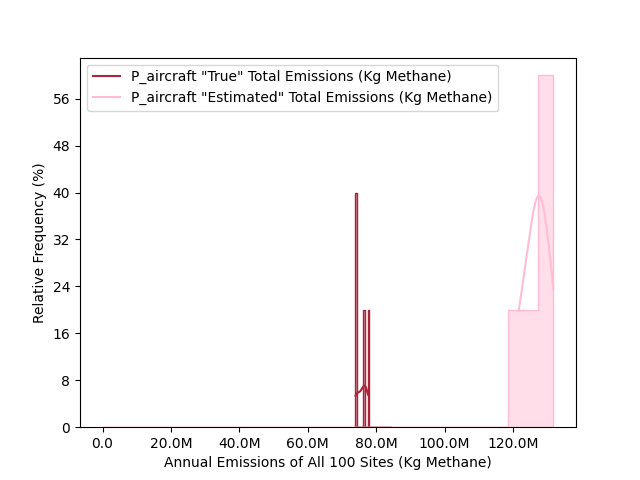 P_aircraft "True" Total Emissions (Kg Methane)
P_aircraft "Estimated" Total Emissions (Kg Methane)
56
48
40
32
24
16
8
0
Relative Frequency (%)
0.0 20.0M 40.0M 60.0M 80.0M 100.0M 120.0M
Annual Emissions of All 100 Sites (Kg Methane)